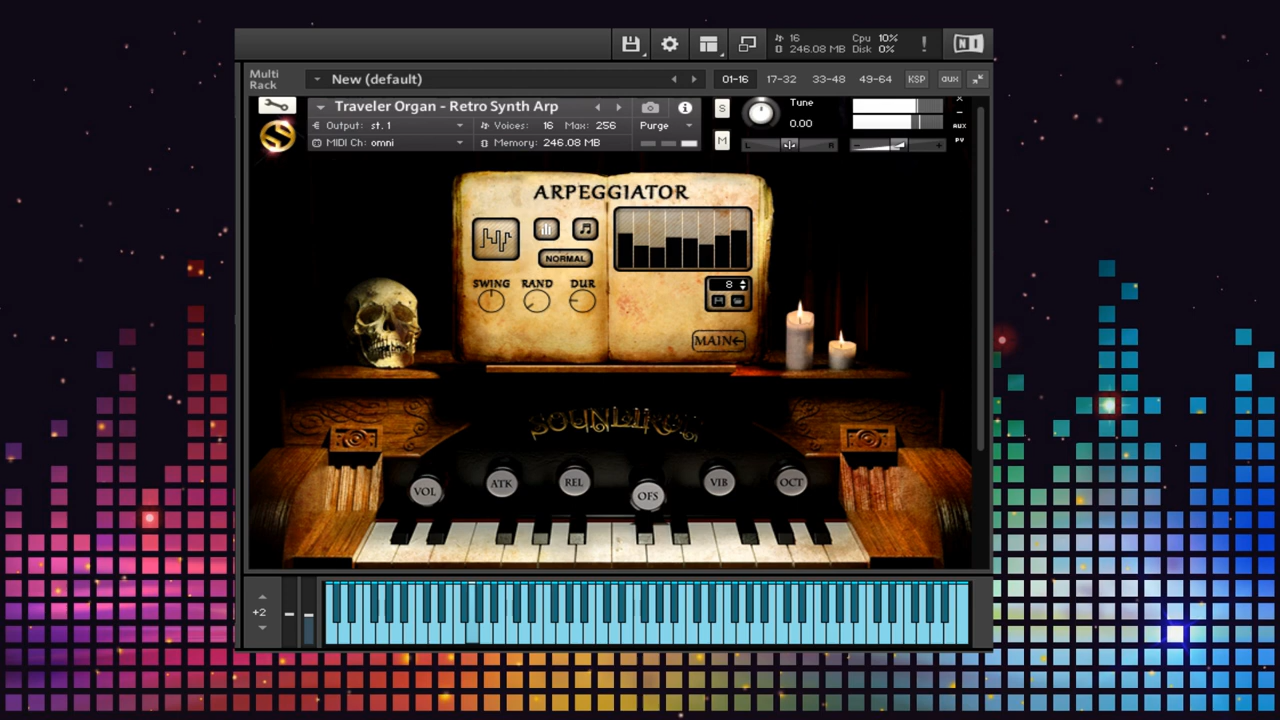 16
Cpu 10%
246.08 MB
Disk 0%
!
NI
Multi
Rack
New (default)
01-16
17-32
33-48
49-64
KSP
aux
Traveler Organ - Retro Synth Arp
i
S
Tune
0.00
Output: st. 1
Voices: 16 Max: 256
Purge
AUX
MIDI Ch: omni
Memory: 246.08 MB
M
L
R
PV
ARPEGGIATOR
NORMAL
SWING
RAND
DUR
8
MAIN
VOL
ATK
REL
OFS
VIB
OCT
+2